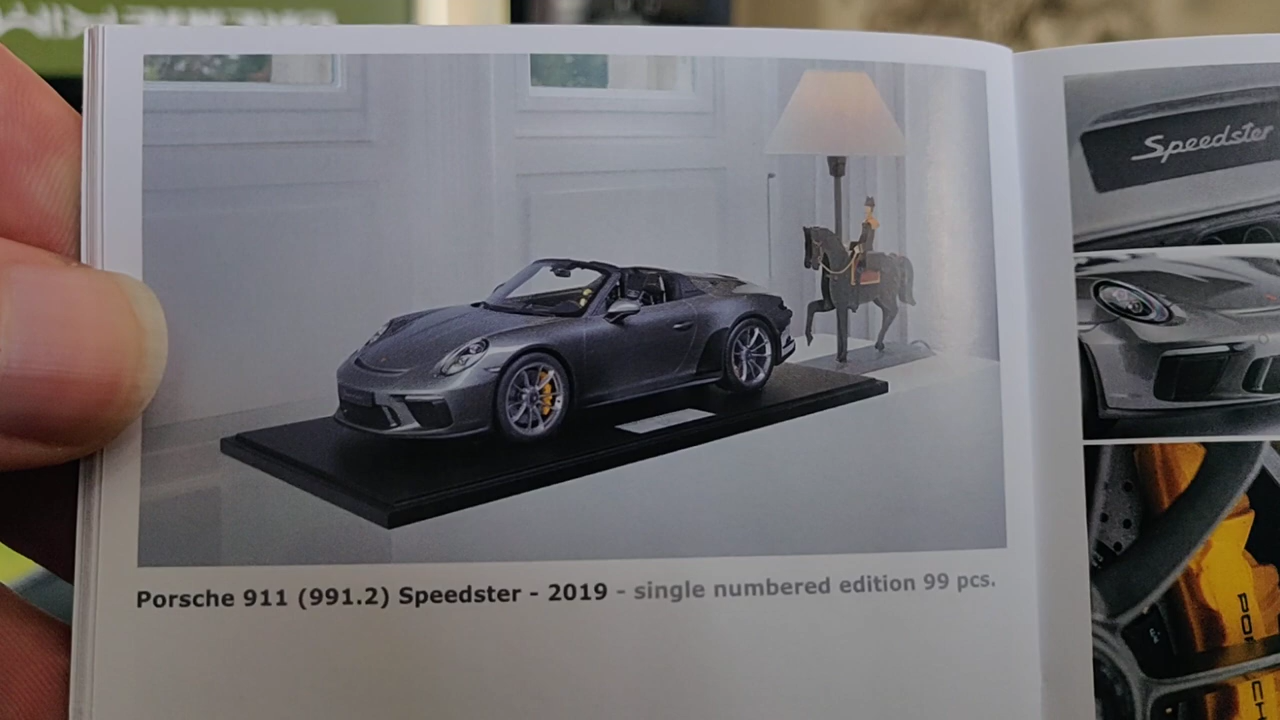 Porsche 911 (991.2) Speedster - 2019 - single numbered edition 99 pcs.
Speedster